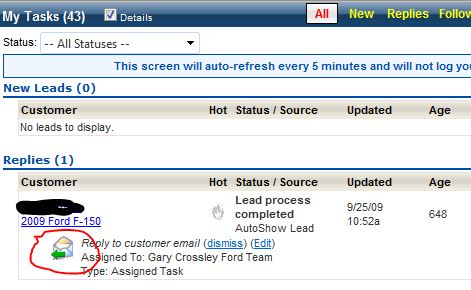 My Tasks (43) Details All New Replies Follow
Status: -- All Statuses --
This screen will auto-refresh every 5 minutes and will not log you
New Leads (0)
Customer Hot Status / Source Updated Age
No leads to display.
Replies (1)
Customer Hot Status / Source Updated Age
2009 Ford F-150 Lead process completed AutoShow Lead 9/25/09 10:52a 648
Reply to customer email (dismiss) (Edit)
Assigned To: Gary Crossley Ford Team
Type: Assigned Task